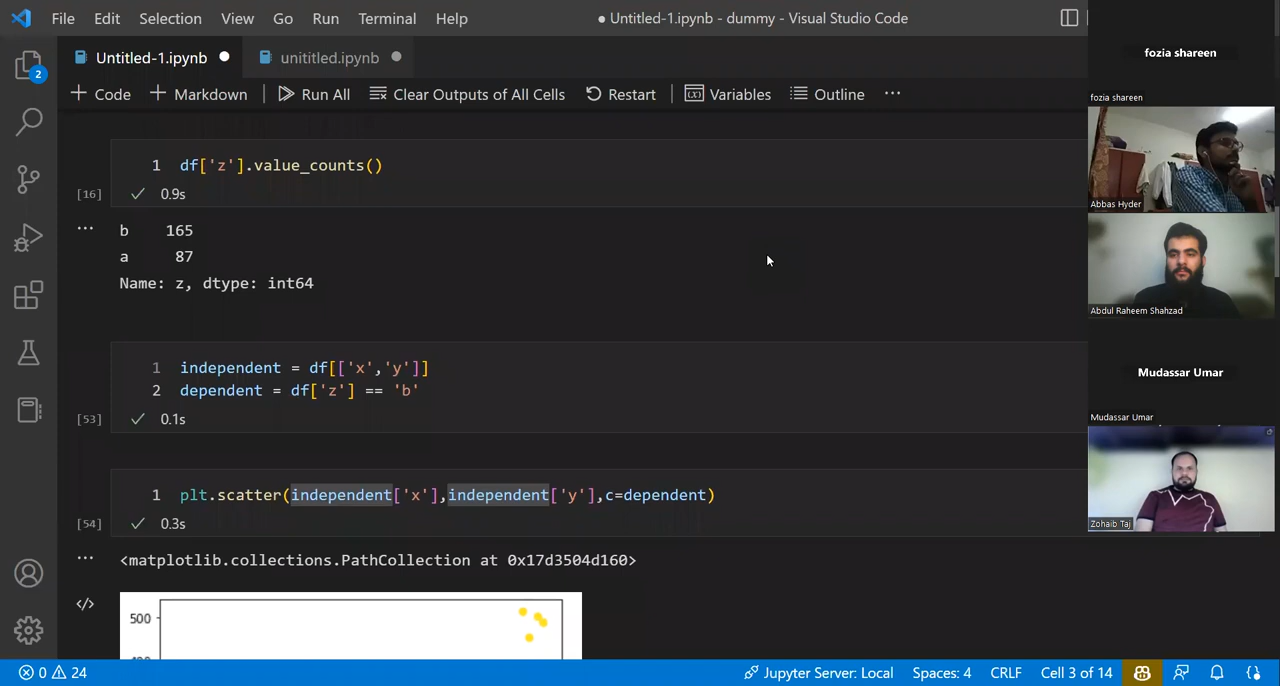 File Edit Selection View Go Run Terminal Help ● Untitled-1.ipynb - dummy - Visual Studio Code
Untitled-1.ipynb unititled.ipynb
2
+ Code + Markdown Run All Clear Outputs of All Cells Restart Variables Outline ...
1 df['z'].value_counts()
[16] ✓ 0.9s
... b 165
a 87
Name: z, dtype: int64
1 independent = df[['x','y']]
2 dependent = df['z'] == 'b'
[53] ✓ 0.1s
1 plt.scatter(independent['x'],independent['y'],c=dependent)
[54] ✓ 0.3s
... <matplotlib.collections.PathCollection at 0x17d3504d160>
500
fozia shareen
fozia shareen
Abbas Hyder
Abdul Raheem Shahzad
Mudassar Umar
Mudassar Umar
Zohaib Taj
0 24 Jupyter Server: Local Spaces: 4 CRLF Cell 3 of 14